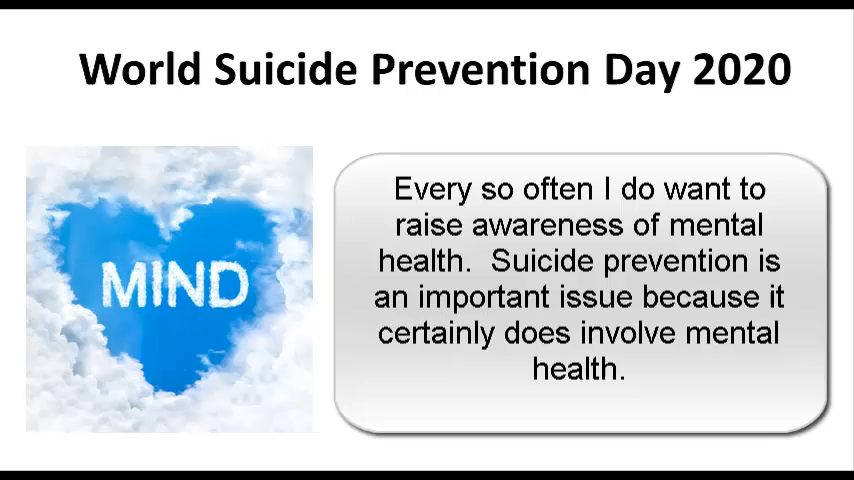 World Suicide Prevention Day 2020
MIND
Every so often I do want to
raise awareness of mental
health.  Suicide prevention is
an important issue because it
certainly does involve mental
health.